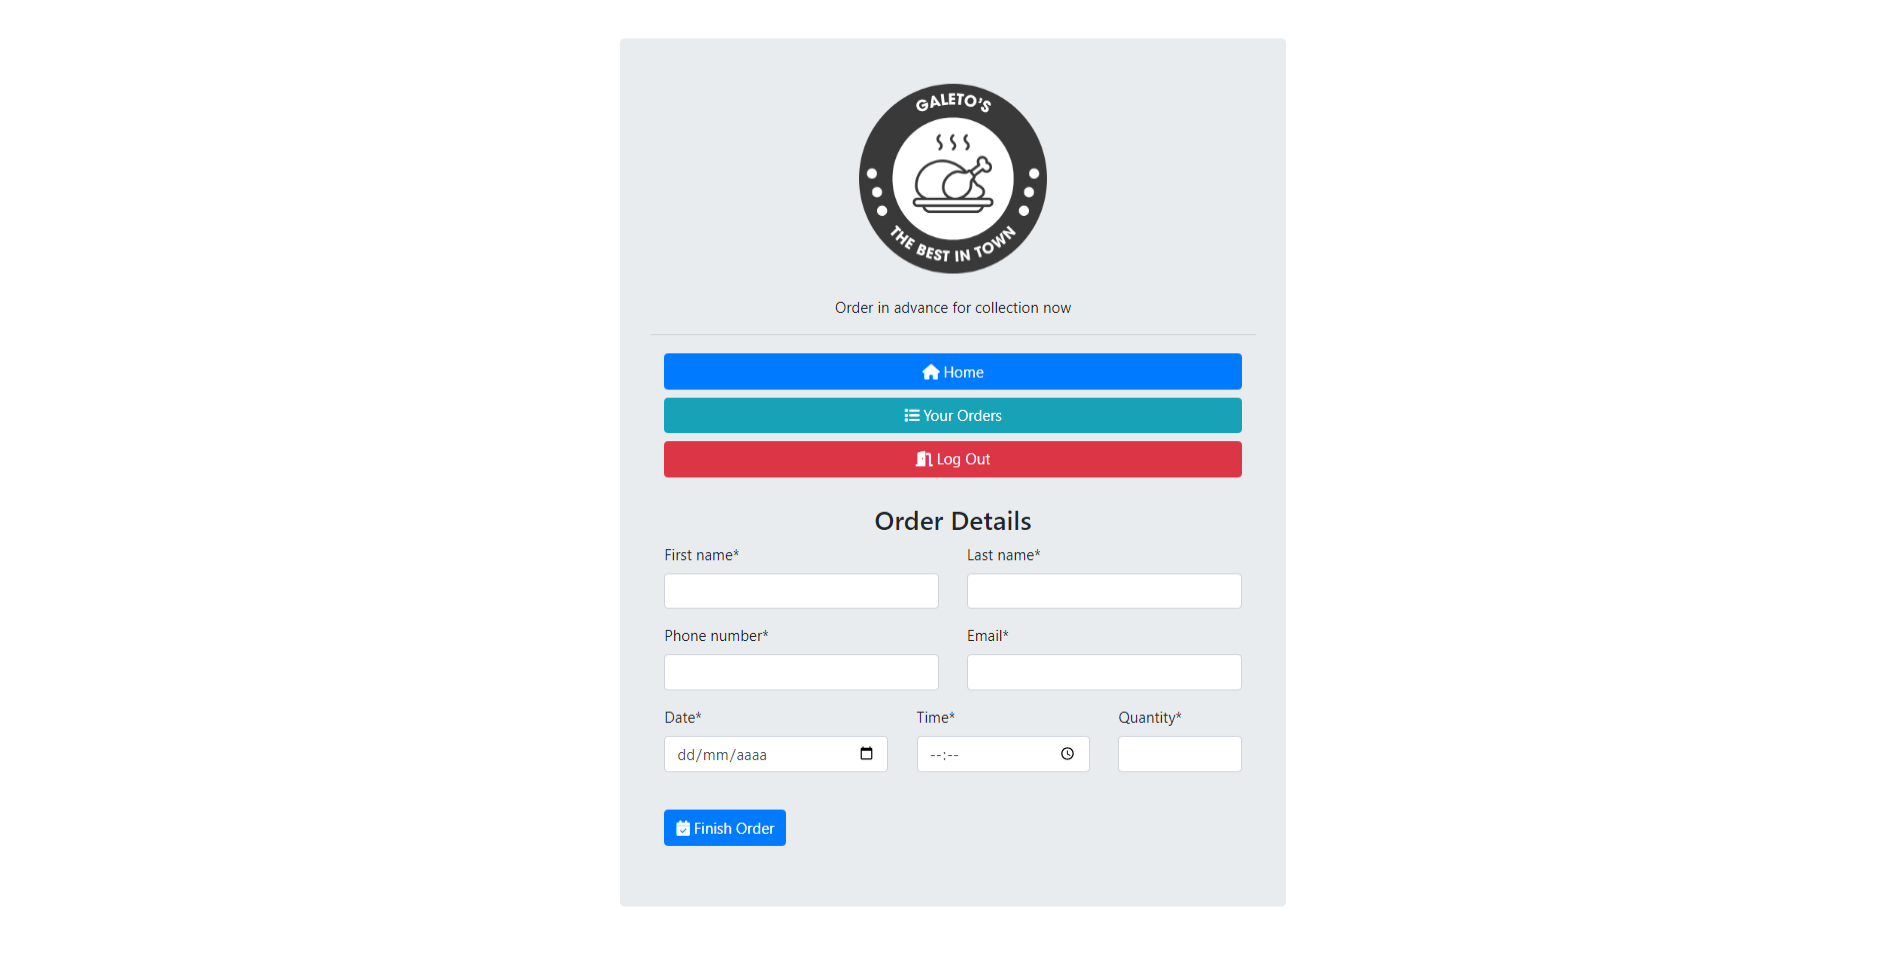 GALETO'S
THE BEST IN TOWN
Order in advance for collection now
Home
Your Orders
Log Out
Order Details
First name* Last name*
Phone number* Email*
Date* Time* Quantity*
dd/mm/aaaa --:--
Finish Order